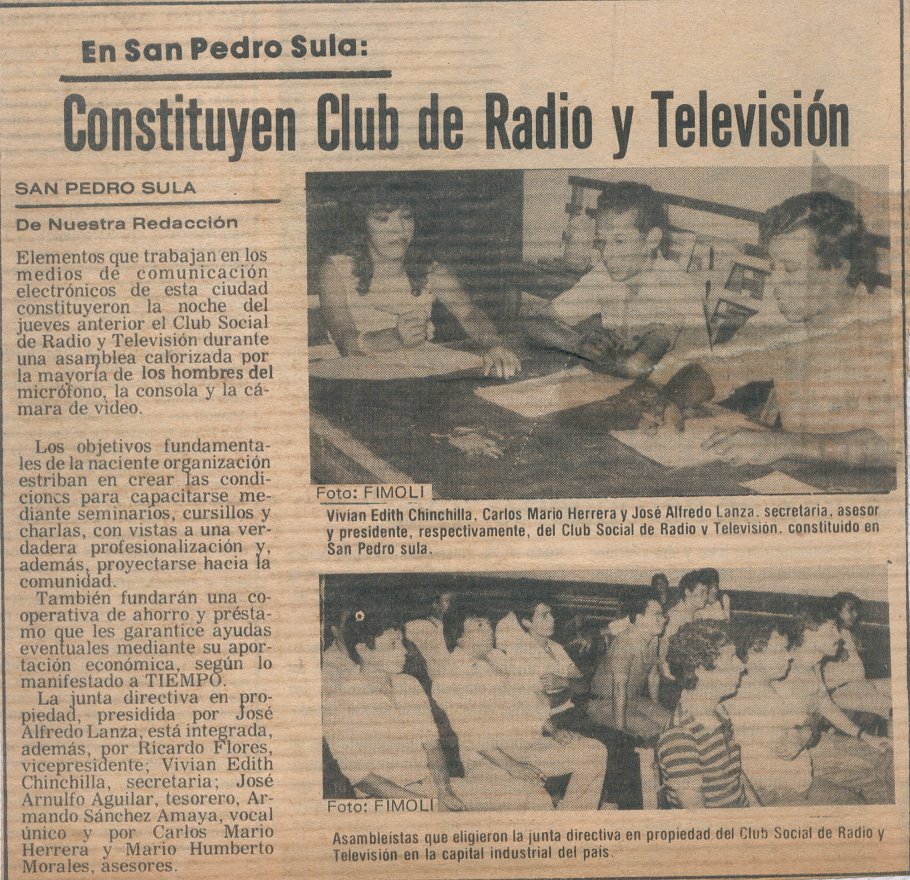 En San Pedro Sula:
Constituyen Club de Radio y Televisión
SAN PEDRO SULA
De Nuestra Redacción
Elementos que trabajan en los
medios de comunicación
electrónicos de esta ciudad
constituyeron la noche del
jueves anterior el Club Social
de Radio y Televisión durante
una asamblea calorizada por
la mayoría de los hombres del
micrófono, la consola y la cá-
mara de video.
Los objetivos fundamenta-
les de la naciente organización
estriban en crear las condi-
ciones para capacitarse me-
diante seminarios, cursillos y
charlas, con vistas a una ver-
dadera profesionalización y,
además, proyectarse hacia la
comunidad.
También fundarán una co-
operativa de ahorro y présta-
mo que les garantice ayudas
eventuales mediante su apor-
tación económica, según lo
manifestado a TIEMPO.
La junta directiva en pro-
piedad, presidida por José
Alfredo Lanza, está integrada,
además, por Ricardo Flores,
vicepresidente; Vivian Edith
Chinchilla, secretaria; José
Arnulfo Aguilar, tesorero, Ar-
mando Sánchez Amaya, vocal
único y por Carlos Mario
Herrera y Mario Humberto
Morales, asesores.
Foto: FIMOLI
Vivian Edith Chinchilla, Carlos Mario Herrera y José Alfredo Lanza. secretaria, asesor
y presidente, respectivamente, del Club Social de Radio y Televisión. constituido en
San Pedro sula.
Foto: FIMOLI
Asambleistas que eligieron la junta directiva en propiedad del Club Social de Radio y
Televisión en la capital industrial del país.